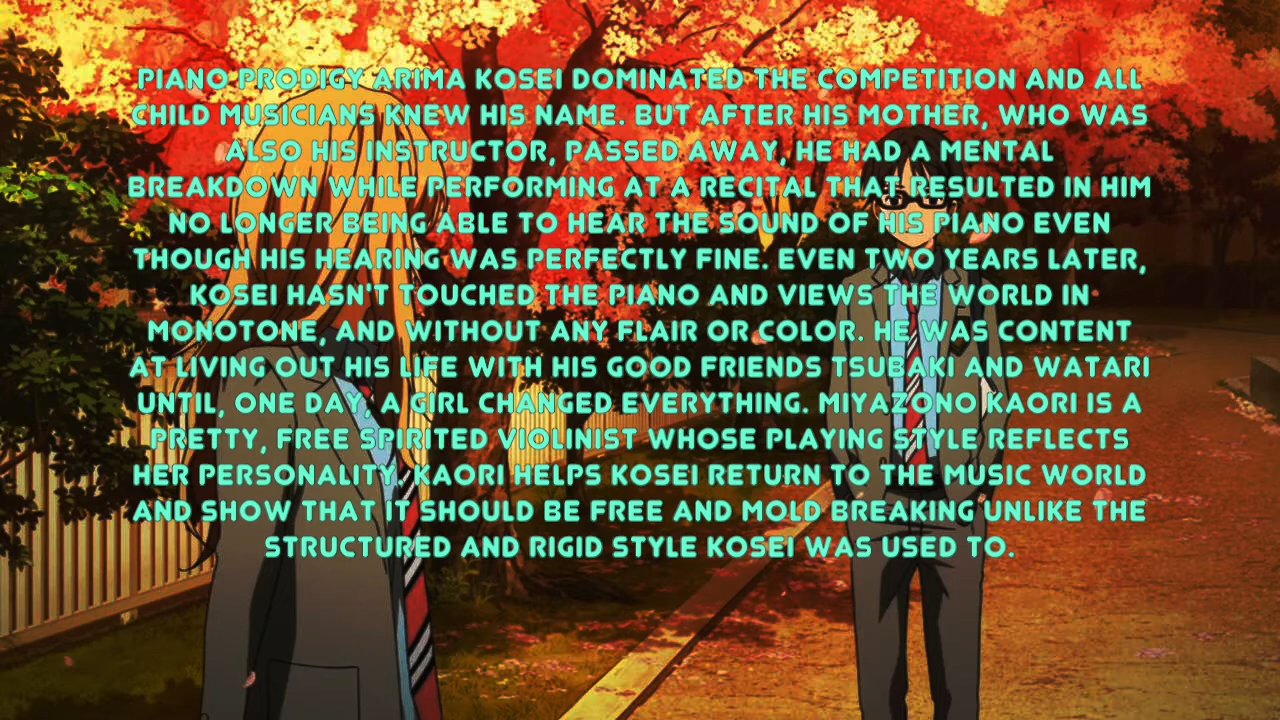 PIANO PRODIGY ARIMA KOSEI DOMINATED THE COMPETITION AND ALL
CHILD MUSICIANS KNEW HIS NAME. BUT AFTER HIS MOTHER, WHO WAS
ALSO HIS INSTRUCTOR, PASSED AWAY, HE HAD A MENTAL
BREAKDOWN WHILE PERFORMING AT A RECITAL THAT RESULTED IN HIM
NO LONGER BEING ABLE TO HEAR THE SOUND OF HIS PIANO EVEN
THOUGH HIS HEARING WAS PERFECTLY FINE. EVEN TWO YEARS LATER,
KOSEI HASN'T TOUCHED THE PIANO AND VIEWS THE WORLD IN
MONOTONE, AND WITHOUT ANY FLAIR OR COLOR. HE WAS CONTENT
AT LIVING OUT HIS LIFE WITH HIS GOOD FRIENDS TSUBAKI AND WATARI
UNTIL, ONE DAY, A GIRL CHANGED EVERYTHING. MIYAZONO KAORI IS A
PRETTY, FREE SPIRITED VIOLINIST WHOSE PLAYING STYLE REFLECTS
HER PERSONALITY. KAORI HELPS KOSEI RETURN TO THE MUSIC WORLD
AND SHOW THAT IT SHOULD BE FREE AND MOLD BREAKING UNLIKE THE
STRUCTURED AND RIGID STYLE KOSEI WAS USED TO.